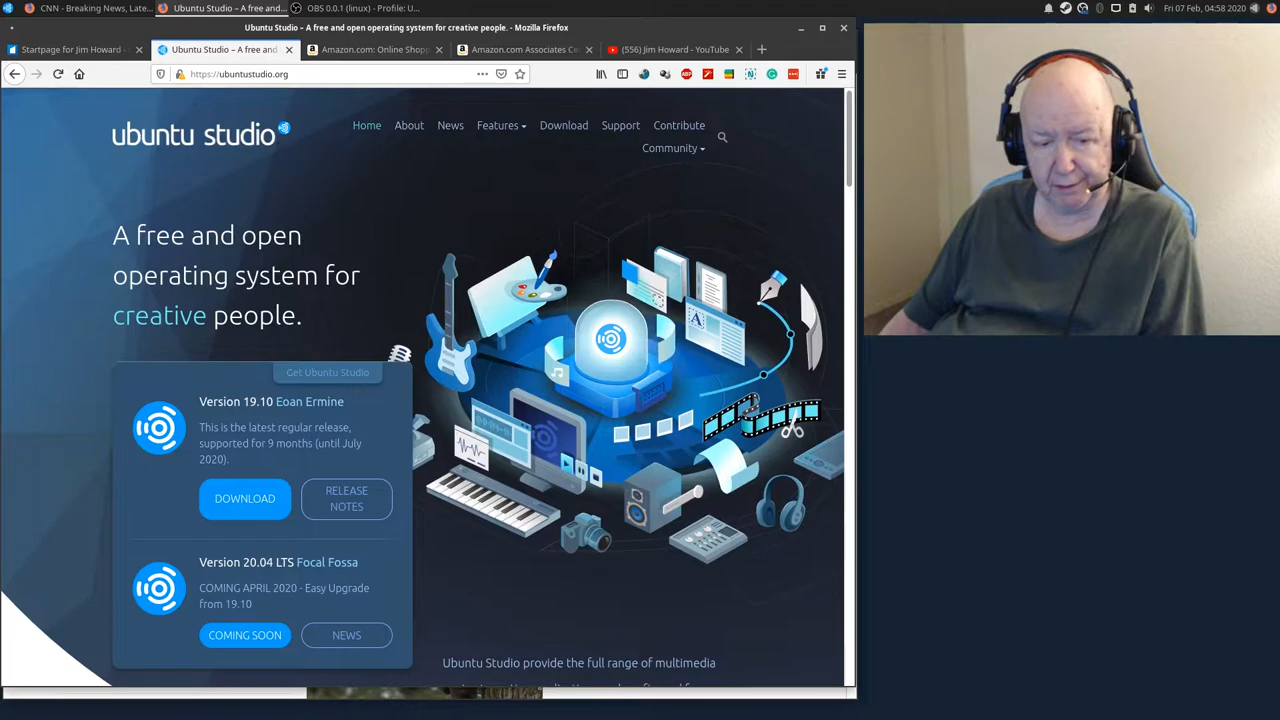 CNN - Breaking News, Late...
Ubuntu Studio – A free and...
OBS 0.0.1 (linux) - Profile: U...
Fri 07 Feb, 04:58 2020
Ubuntu Studio – A free and open operating system for creative people. - Mozilla Firefox
Startpage for Jim Howard -
Ubuntu Studio – A free and
Amazon.com: Online Shopp
Amazon.com Associates Ce
(556) Jim Howard - YouTube
https://ubuntustudio.org
ABP
ubuntu studio
Home
About
News
Features
Download
Support
Contribute
Community
A free and open
operating system for
creative people.
Get Ubuntu Studio
Version 19.10 Eoan Ermine
This is the latest regular release,
supported for 9 months (until July
2020).
DOWNLOAD
RELEASE
NOTES
Version 20.04 LTS Focal Fossa
COMING APRIL 2020 - Easy Upgrade
from 19.10
COMING SOON
NEWS
A
Ubuntu Studio provide the full range of multimedia